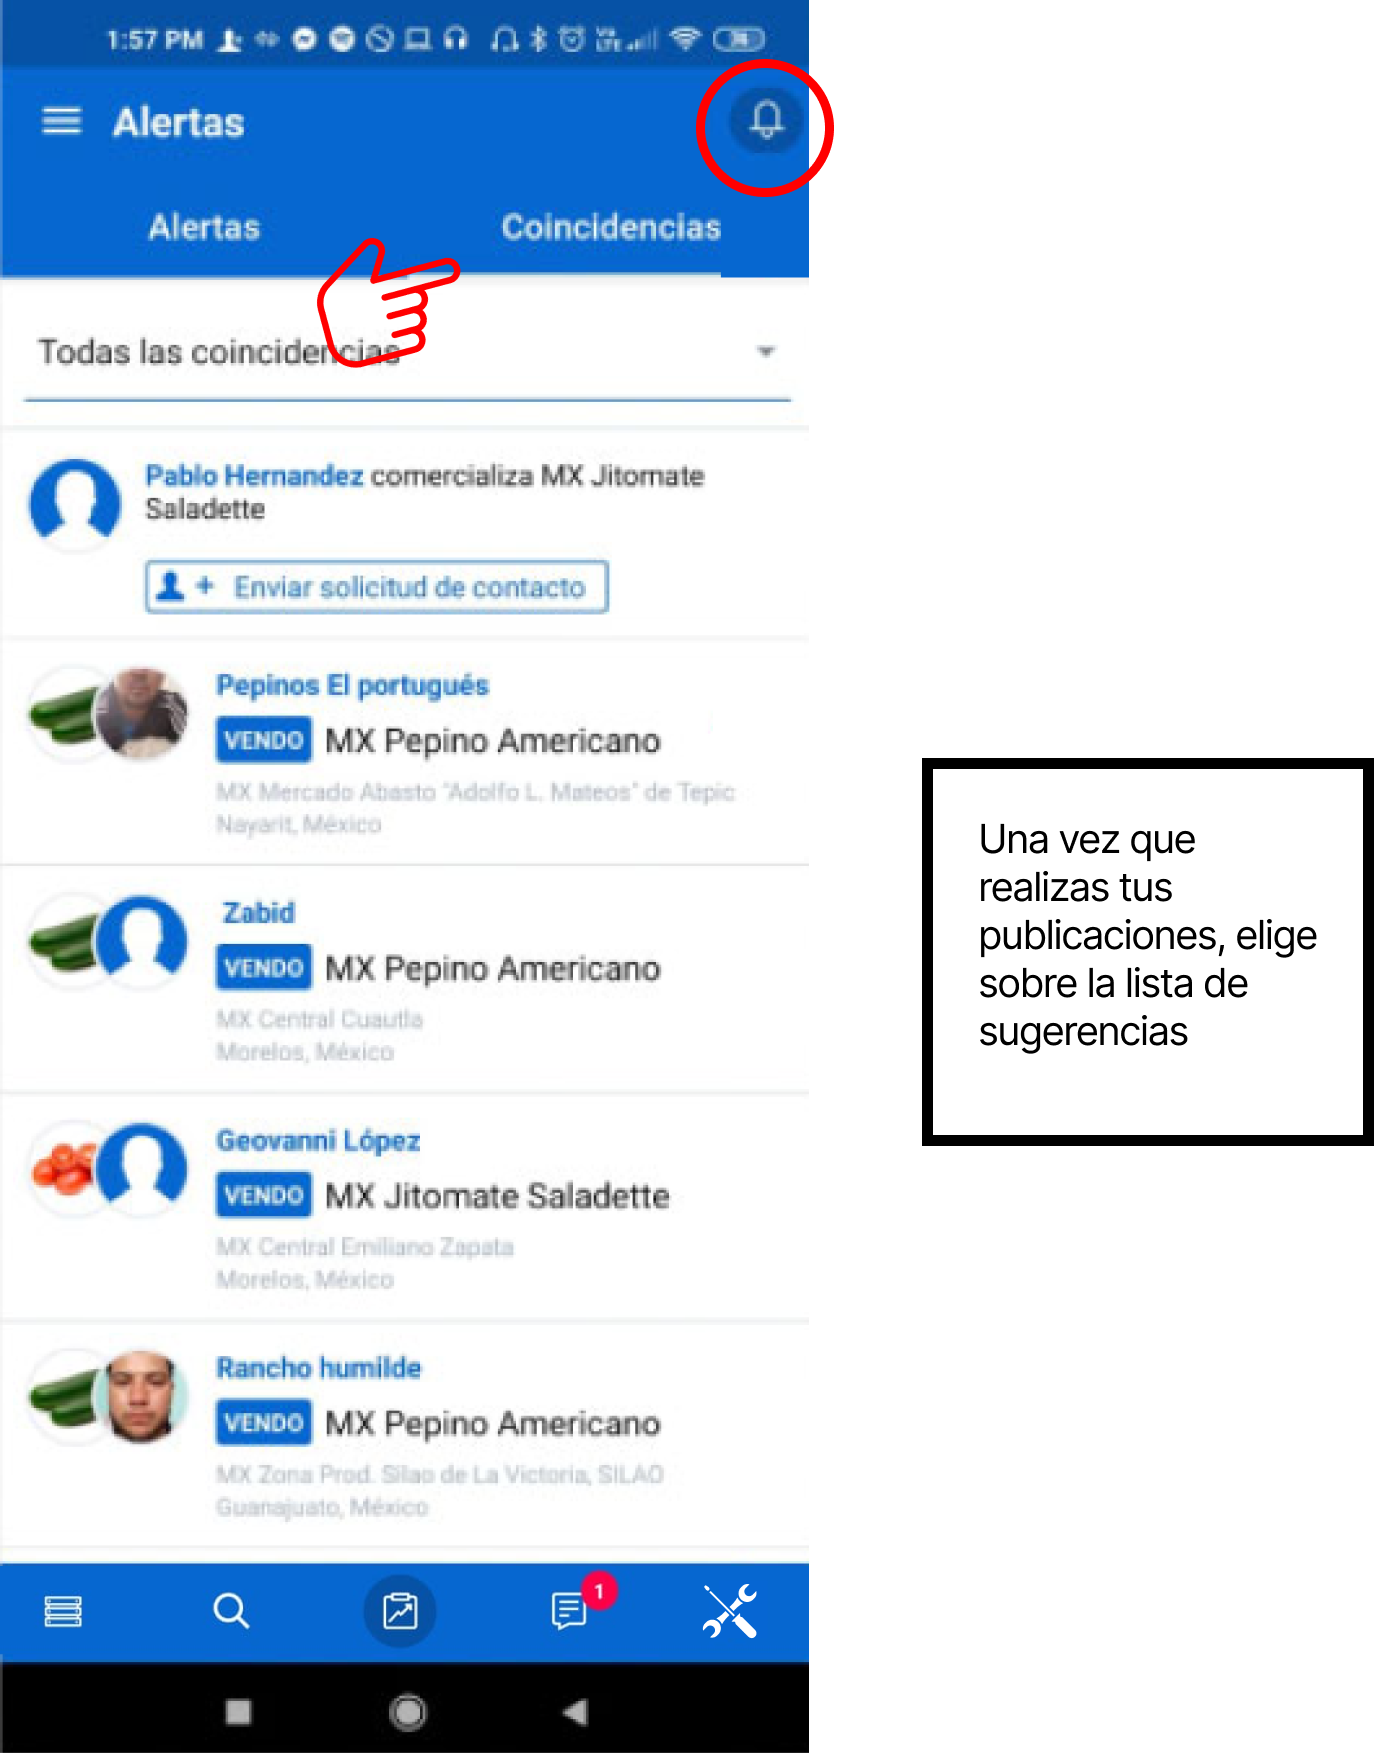 1:57 PM
Alertas
Alertas
Coincidencias
Todas las coincidencias
Pablo Hernandez comercializa MX Jitomate
Saladette
+ Enviar solicitud de contacto
Pepinos El portugués
VENDO MX Pepino Americano
MX Mercado Abasto "Adolfo L. Mateos" de Tepic
Nayarit, México
Zabid
VENDO MX Pepino Americano
MX Central Cuautla
Morelos, México
Geovanni López
VENDO MX Jitomate Saladette
MX Central Emiliano Zapata
Morelos, México
Rancho humilde
VENDO MX Pepino Americano
MX Zona Prod. Silao de La Victoria, SILAO
Guanajuato, México
1
Una vez que
realizas tus
publicaciones, elige
sobre la lista de
sugerencias